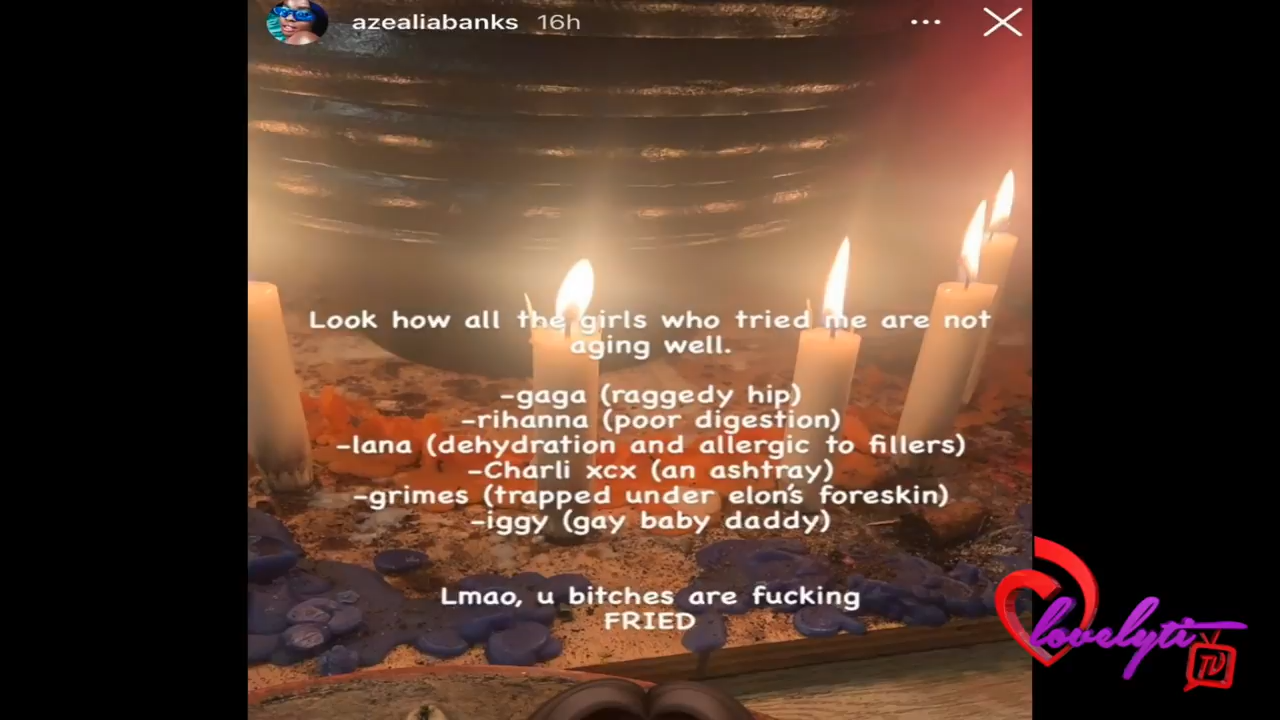 azealiabanks 16h
Look how all the girls who tried me are not
aging well.
-gaga (raggedy hip)
-rihanna (poor digestion)
-lana (dehydration and allergic to fillers)
-Charli xcx (an ashtray)
-grimes (trapped under elon's foreskin)
-iggy (gay baby daddy)
Lmao, u bitches are fucking
FRIED
lovelyti
TV